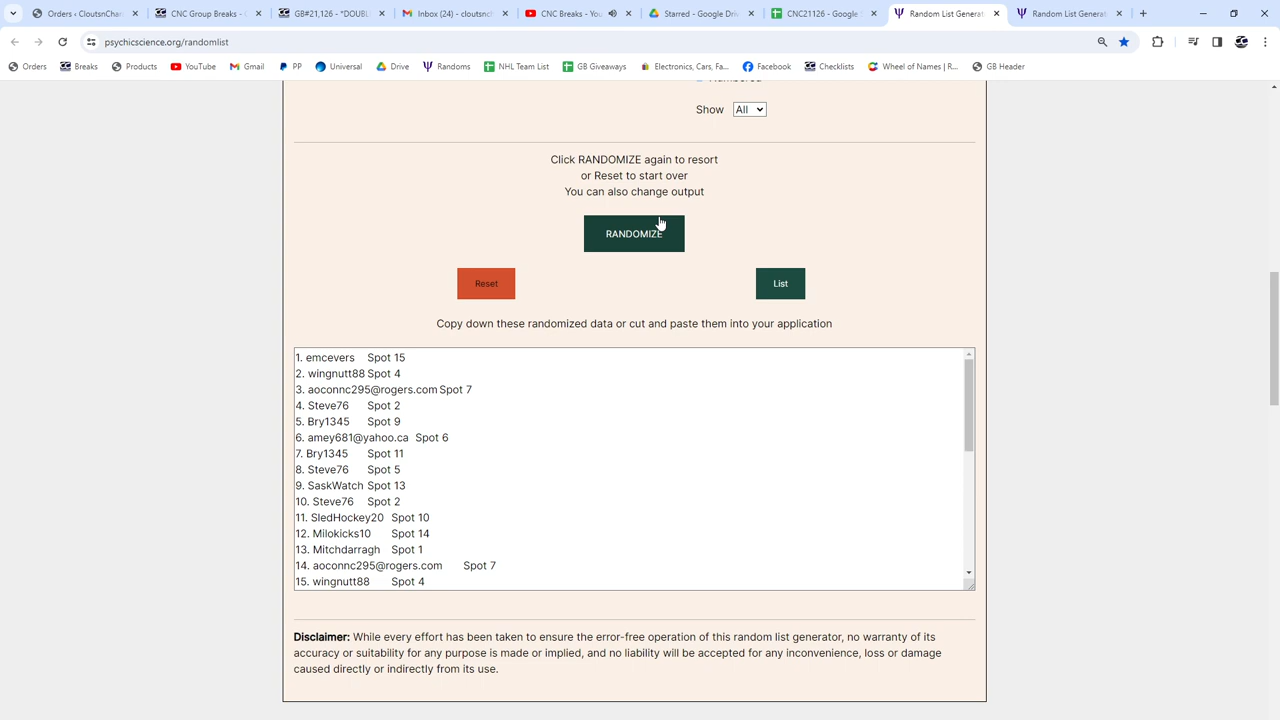 Orders ‹ CloutsnChan
CNC Group Breaks - L
GB#21,126 - *DOUBL
Inbox (24) - cloutsncl
CNC Breaks - You
Starred - Google Driv
CNC21126 - Google S
Random List Generat
Random List Generat
psychicscience.org/randomlist
Orders
Breaks
Products
YouTube
Gmail
PP
Universal
Drive
Randoms
NHL Team List
GB Giveaways
Electronics, Cars, Fa...
Facebook
Checklists
Wheel of Names | R...
GB Header
Numbered
Show All
Click RANDOMIZE again to resort
or Reset to start over
You can also change output
RANDOMIZE
Reset
List
Copy down these randomized data or cut and paste them into your application
1. emcevers Spot 15
2. wingnutt88 Spot 4
3. aoconnc295@rogers.com Spot 7
4. Steve76 Spot 2
5. Bry1345 Spot 9
6. amey681@yahoo.ca Spot 6
7. Bry1345 Spot 11
8. Steve76 Spot 5
9. SaskWatch Spot 13
10. Steve76 Spot 2
11. SledHockey20 Spot 10
12. Milokicks10 Spot 14
13. Mitchdarragh Spot 1
14. aoconnc295@rogers.com Spot 7
15. wingnutt88 Spot 4
Disclaimer: While every effort has been taken to ensure the error-free operation of this random list generator, no warranty of its
accuracy or suitability for any purpose is made or implied, and no liability will be accepted for any inconvenience, loss or damage
caused directly or indirectly from its use.